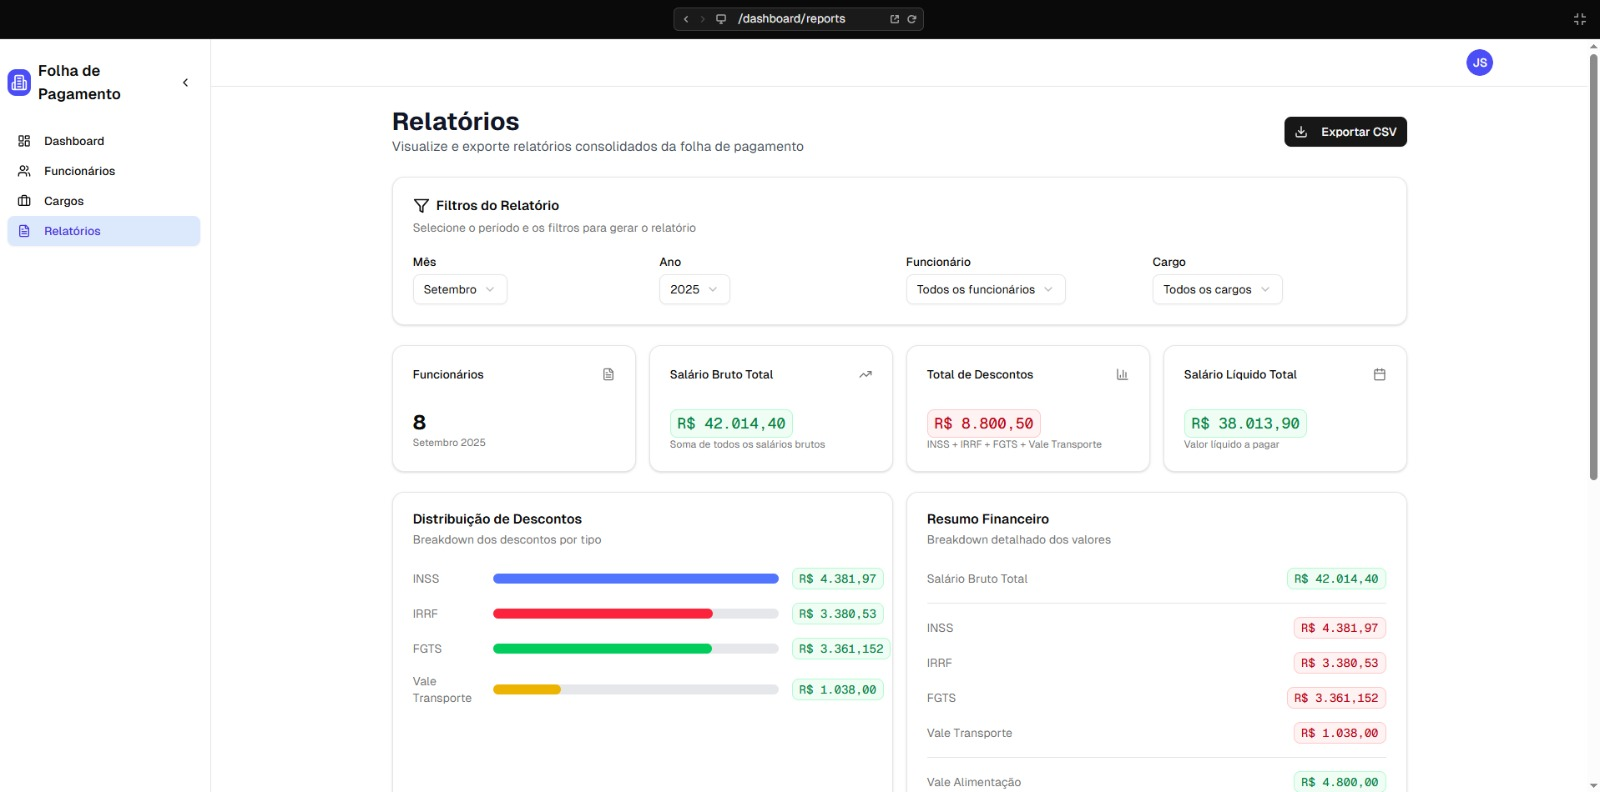 /dashboard/reports
Folha de
Pagamento
JS
Dashboard
Funcionários
Cargos
Relatórios
Relatórios
Visualize e exporte relatórios consolidados da folha de pagamento
Exportar CSV
Filtros do Relatório
Selecione o período e os filtros para gerar o relatório
Mês
Ano
Funcionário
Cargo
Setembro
2025
Todos os funcionários
Todos os cargos
Funcionários
8
Setembro 2025
Salário Bruto Total
R$ 42.014,40
Soma de todos os salários brutos
Total de Descontos
R$ 8.800,50
INSS + IRRF + FGTS + Vale Transporte
Salário Líquido Total
R$ 38.013,90
Valor líquido a pagar
Distribuição de Descontos
Breakdown dos descontos por tipo
INSS R$ 4.381,97
IRRF R$ 3.380,53
FGTS R$ 3.361,152
Vale
Transporte R$ 1.038,00
Resumo Financeiro
Breakdown detalhado dos valores
Salário Bruto Total R$ 42.014,40
INSS R$ 4.381,97
IRRF R$ 3.380,53
FGTS R$ 3.361,152
Vale Transporte R$ 1.038,00
Vale Alimentação R$ 4.800,00